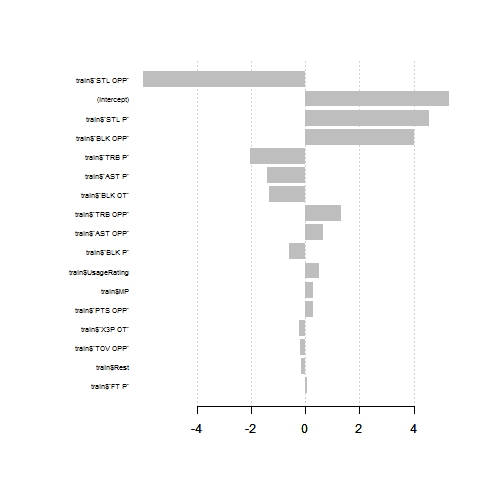 train$`STL OPP`
(Intercept)
train$`STL P`
train$`BLK OPP`
train$`TRB P`
train$`AST P`
train$`BLK OT`
train$`TRB OPP`
train$`AST OPP`
train$`BLK P`
train$UsageRating
train$MP
train$`PTS OPP`
train$`X3P OT`
train$`TOV OPP`
train$Rest
train$`FT P`
-4 -2 0 2 4